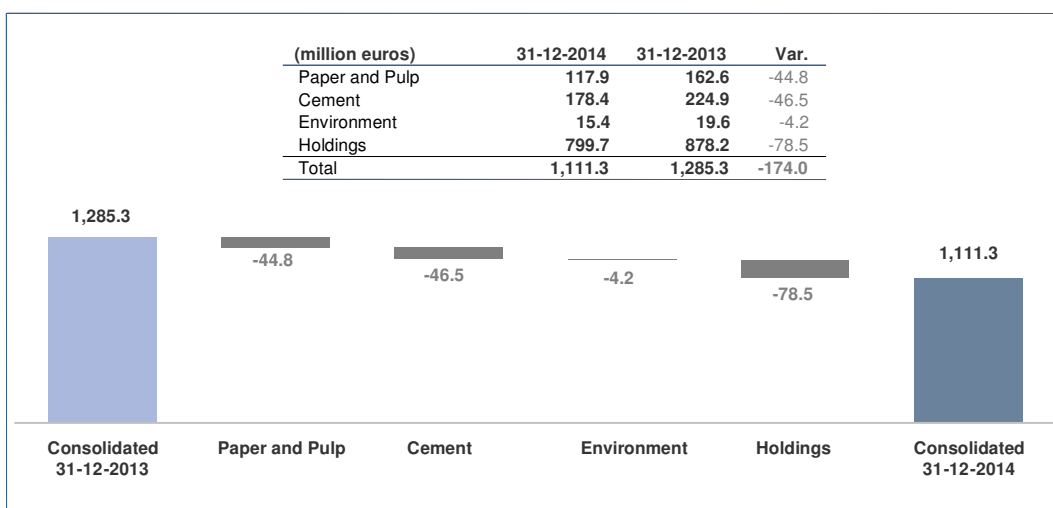 (million euros) 31-12-2014 31-12-2013 Var.
Paper and Pulp 117.9 162.6 -44.8
Cement 178.4 224.9 -46.5
Environment 15.4 19.6 -4.2
Holdings 799.7 878.2 -78.5
Total 1,111.3 1,285.3 -174.0
1,285.3
-44.8
-46.5
-4.2
-78.5
1,111.3
Consolidated
31-12-2013
Paper and Pulp
Cement
Environment
Holdings
Consolidated
31-12-2014